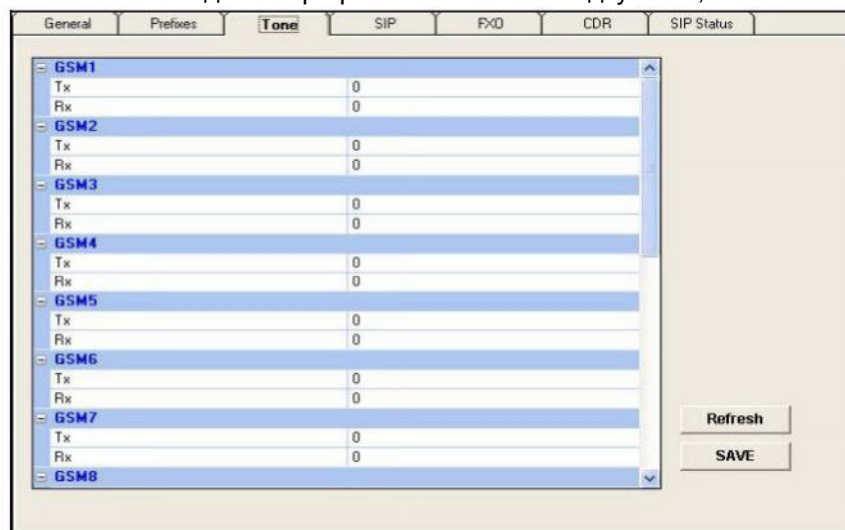 General Prefixes Tone SIP FXO CDR SIP Status
GSM1
Tx 0
Rx 0
GSM2
Tx 0
Rx 0
GSM3
Tx 0
Rx 0
GSM4
Tx 0
Rx 0
GSM5
Tx 0
Rx 0
GSM6
Tx 0
Rx 0
GSM7
Tx 0
Rx 0
GSM8
Refresh
SAVE